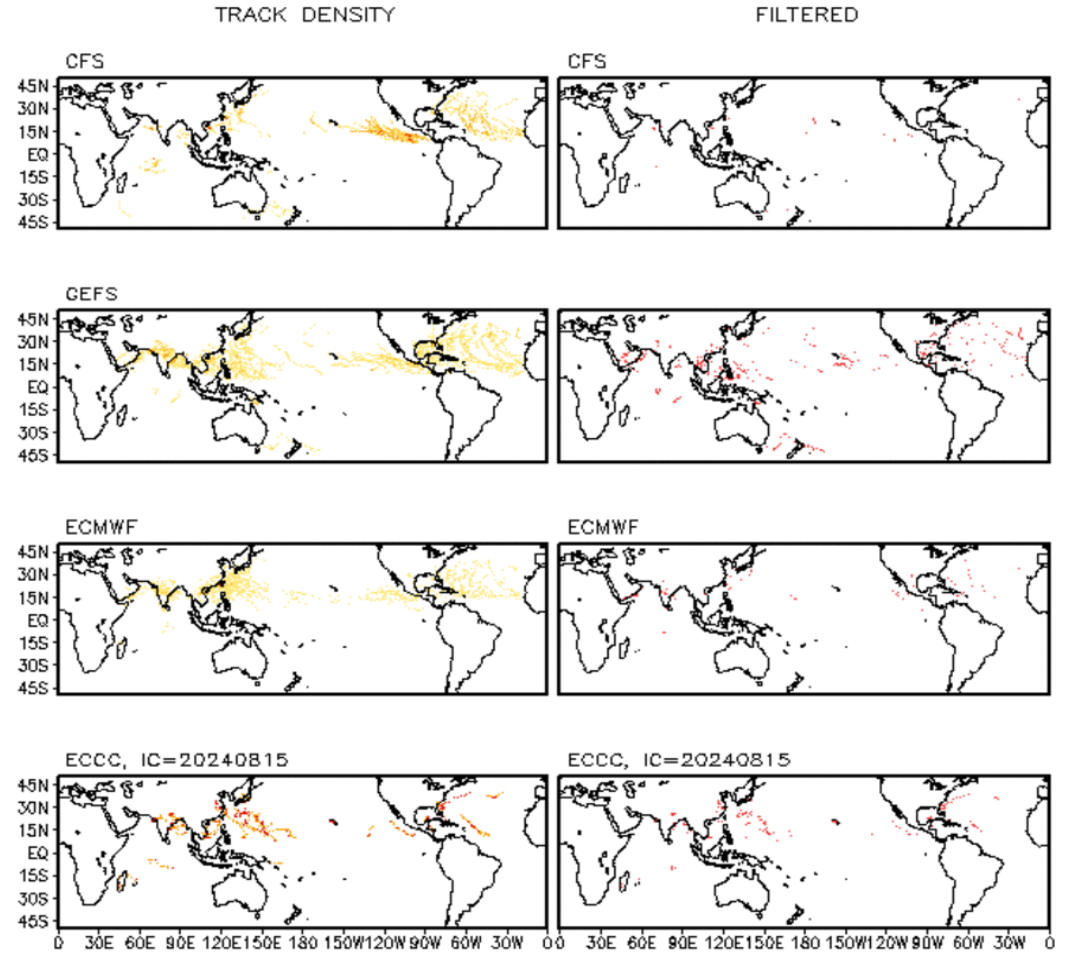 TRACK DENSITY FILTERED
CFS CFS
45N
30N
15N
EQ
15S
30S
45S
GEFS
45N
30N
15N
EQ
15S
30S
45S
ECMWF ECMWF
45N
30N
15N
EQ
15S
30S
45S
ECCC, IC=20240815 ECCC, IC=20240815
45N
30N
15N
EQ
15S
30S
45S
0 30E 60E 90E 120E 150E 180 150W 120W 90W 60W 30W 0 0 30E 60E 90E 120E 150E 180 150W 120W 90W 60W 30W 0